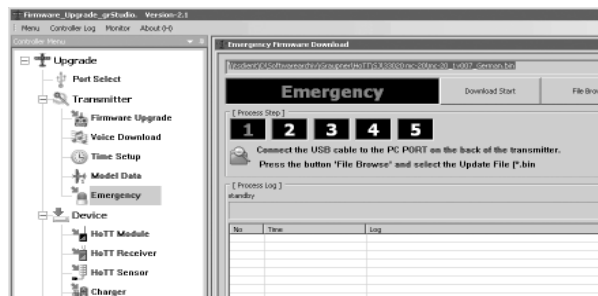 Firmware_Upgrade_grStudio. Version-2.1
Menu Controller Log Monitor About (H)
Controller Menu
Upgrade
Port Select
Transmitter
Firmware Upgrade
Voice Download
Time Setup
Model Data
Emergency
Device
HoTT Module
HoTT Receiver
HoTT Sensor
Charger
Emergency Firmware Download
Emergency
Download Start
File Bro
[ Process Step ]
1 2 3 4 5
Connect the USB cable to the PC PORT on the back of the transmitter.
Press the button 'File Browse' and select the Update File (*.bin
[ Process Log ]
standby
No Time Log